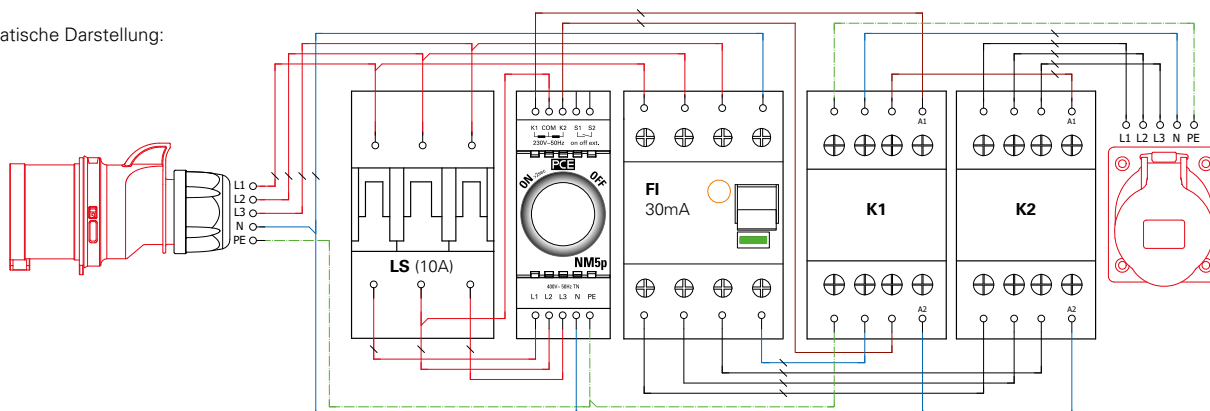 atische Darstellung:
L1
L2
L3
N
PE
LS (10A)
K1 COM K2 S1 S2
230V~50Hz on off ext.
PCE
ON >2sec. OFF
NM5p
400V~ 50Hz TN
L1 L2 L3 N PE
FI
30mA
A1
K1
A2
A1
K2
A2
L1 L2 L3 N PE